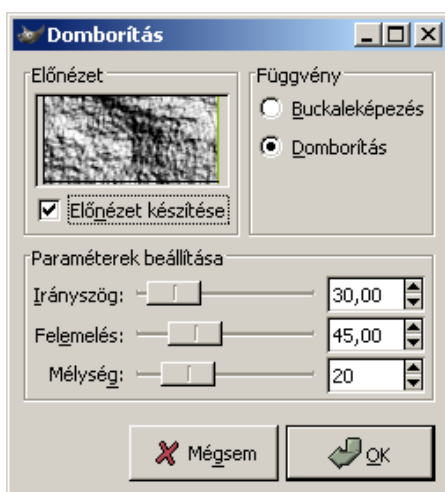 Domborítás
Előnézet
Előnézet készítése
Függvény
Buckaleképezés
Domborítás
Paraméterek beállítása
Irányszög: 30,00
Felemelés: 45,00
Mélység: 20
Mégsem OK